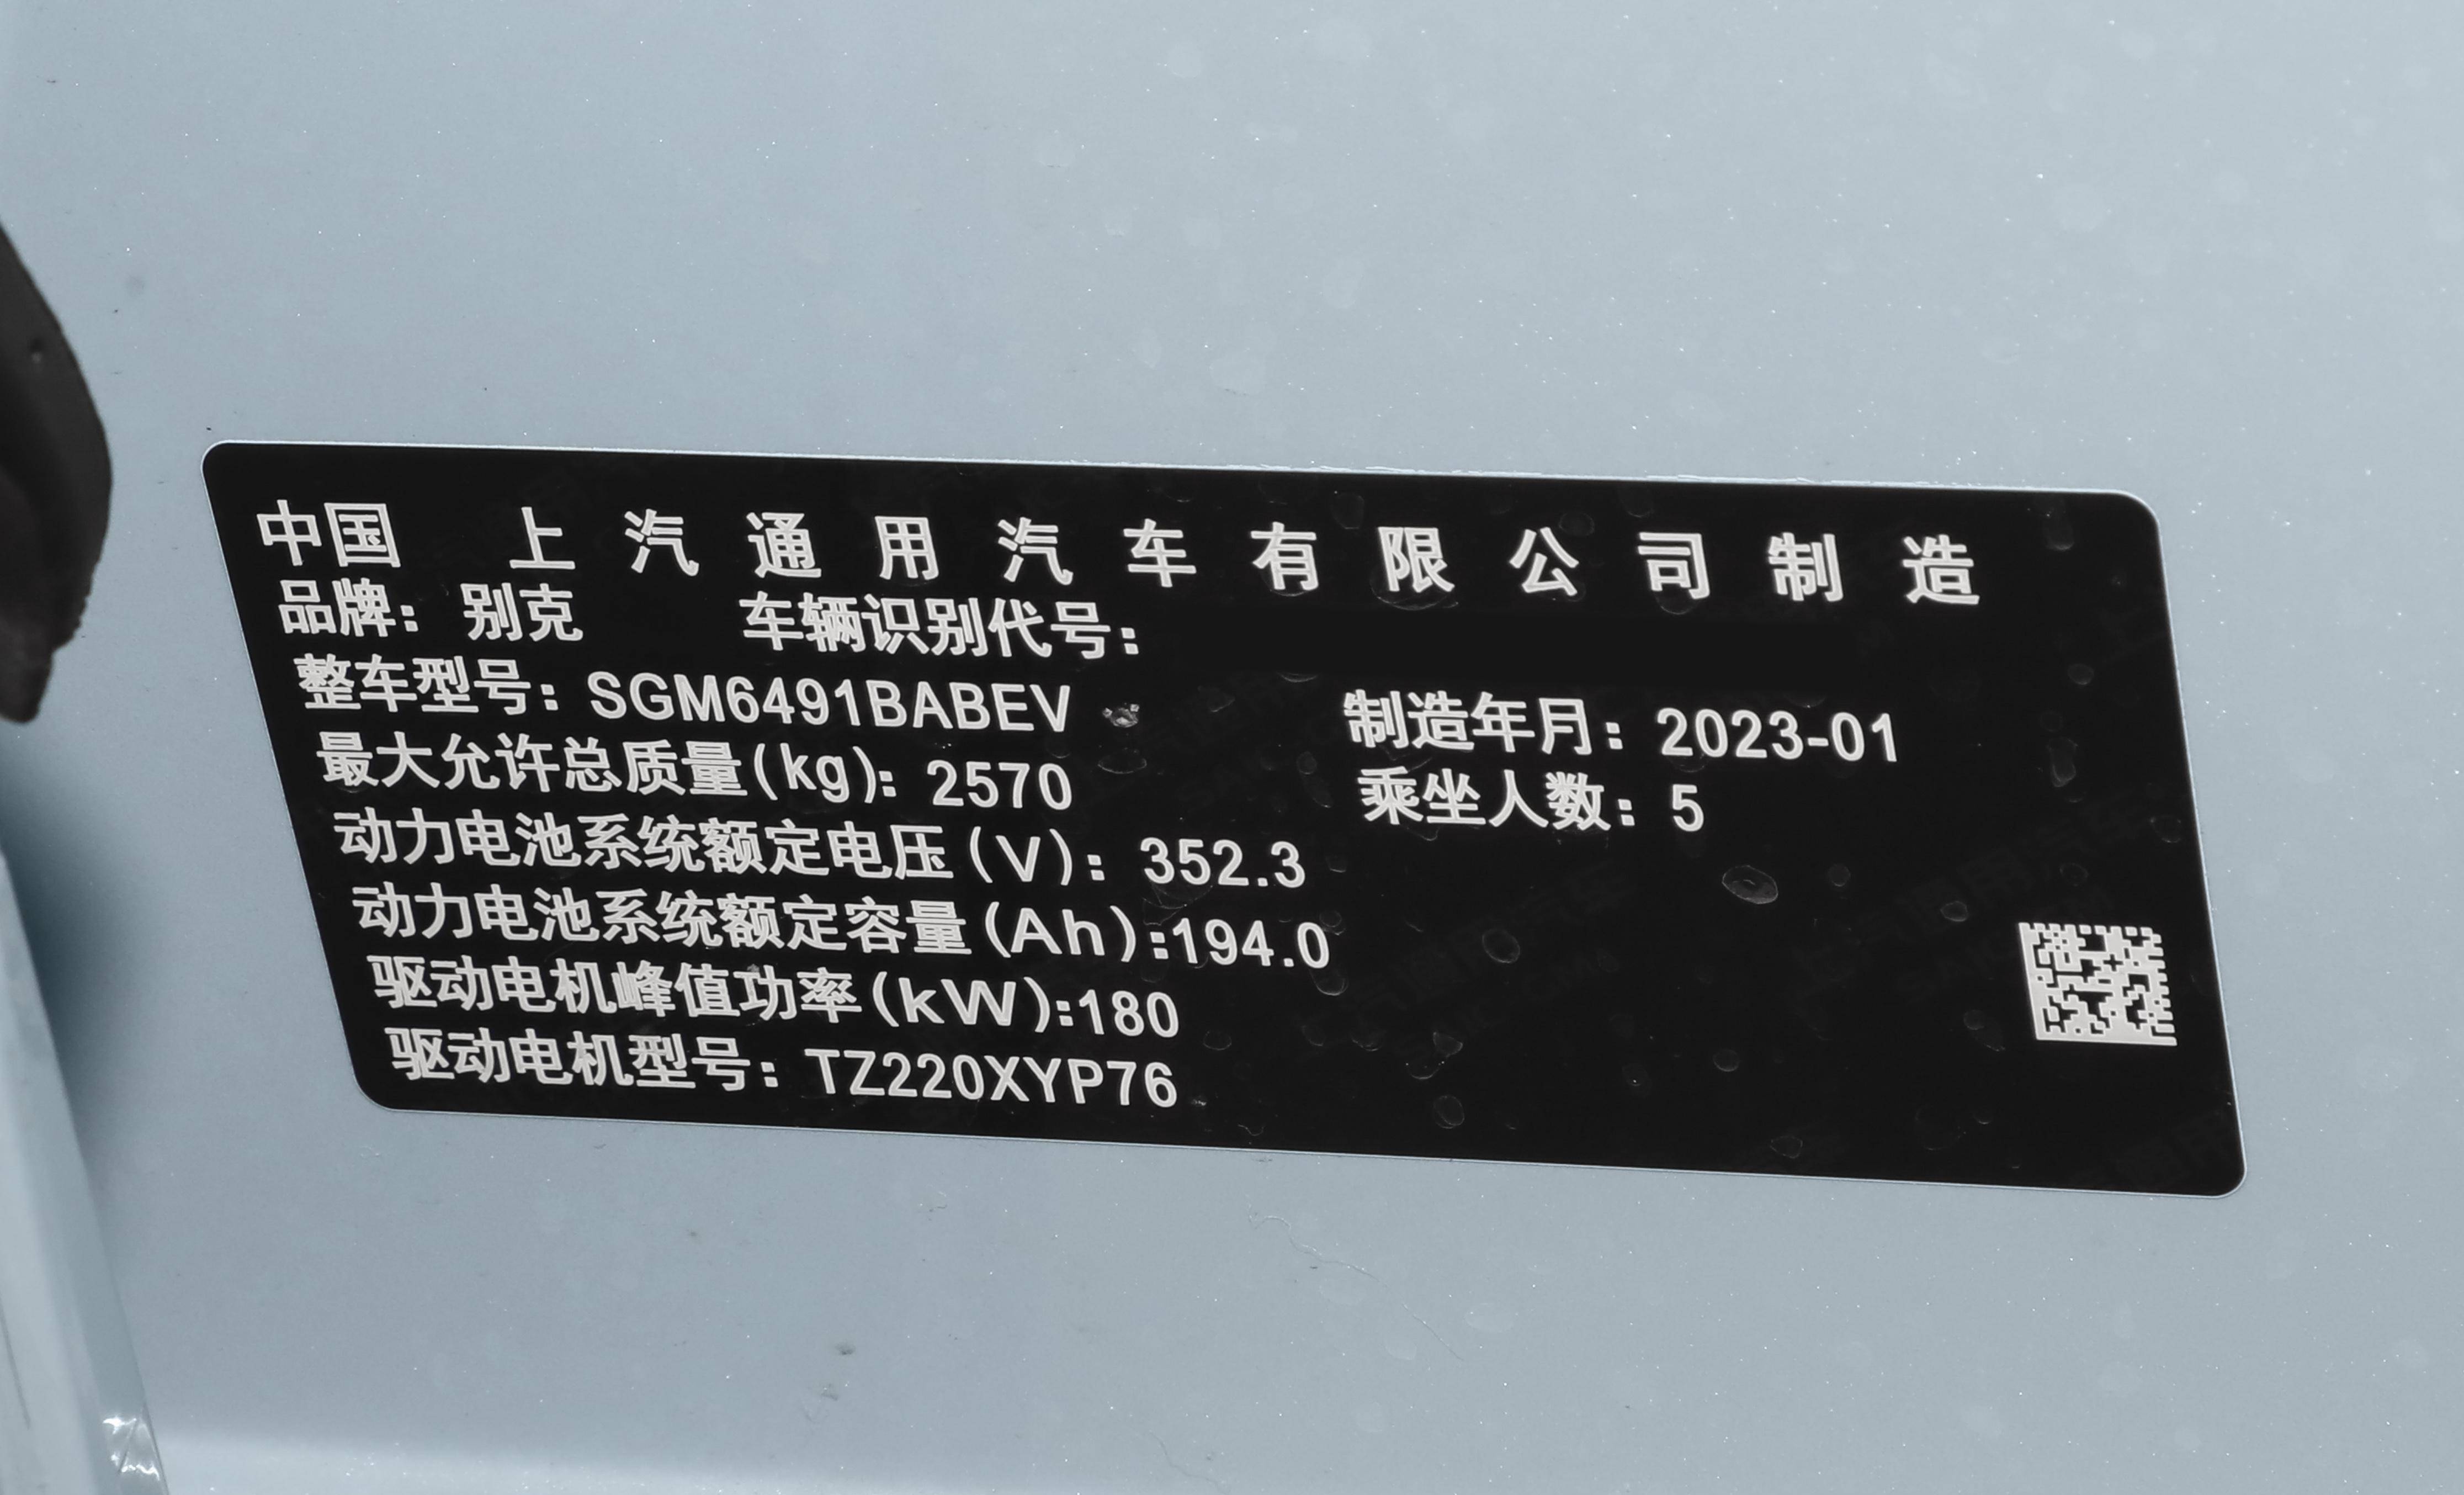 中国 上汽通用汽车有限公司制造
品牌：别克 车辆识别代号：
整车型号：SGM6491BABEV 制造年月：2023-01
最大允许总质量(kg)：2570 乘坐人数：5
动力电池系统额定电压(V)：352.3
动力电池系统额定容量(Ah):194.0
驱动电机峰值功率(kW):180
驱动电机型号：TZ220XYP76